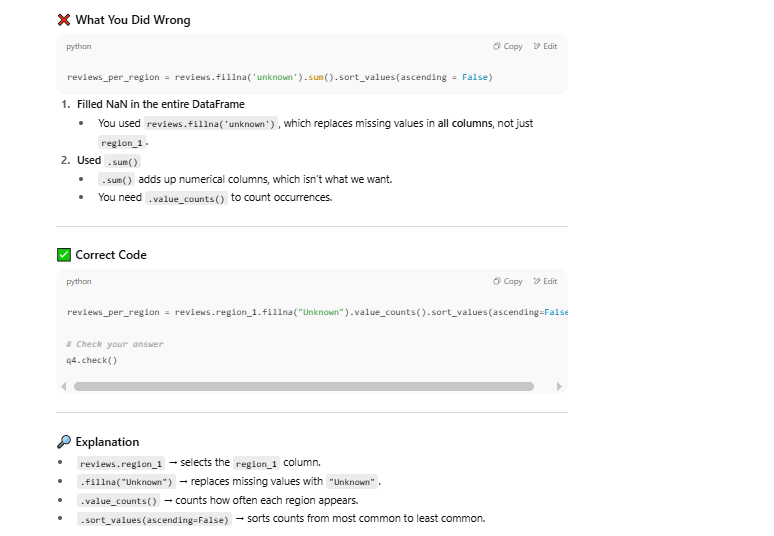 ❌ What You Did Wrong
python
Copy Edit
reviews_per_region = reviews.fillna('unknown').sum().sort_values(ascending = False)
1. Filled NaN in the entire DataFrame
• You used reviews.fillna('unknown'), which replaces missing values in all columns, not just
region_1.
2. Used .sum()
• .sum() adds up numerical columns, which isn't what we want.
• You need .value_counts() to count occurrences.
✅ Correct Code
python
Copy Edit
reviews_per_region = reviews.region_1.fillna("Unknown").value_counts().sort_values(ascending=False
# Check your answer
q4.check()
🔎 Explanation
• reviews.region_1 → selects the region_1 column.
• .fillna("Unknown") → replaces missing values with "Unknown".
• .value_counts() → counts how often each region appears.
• .sort_values(ascending=False) → sorts counts from most common to least common.